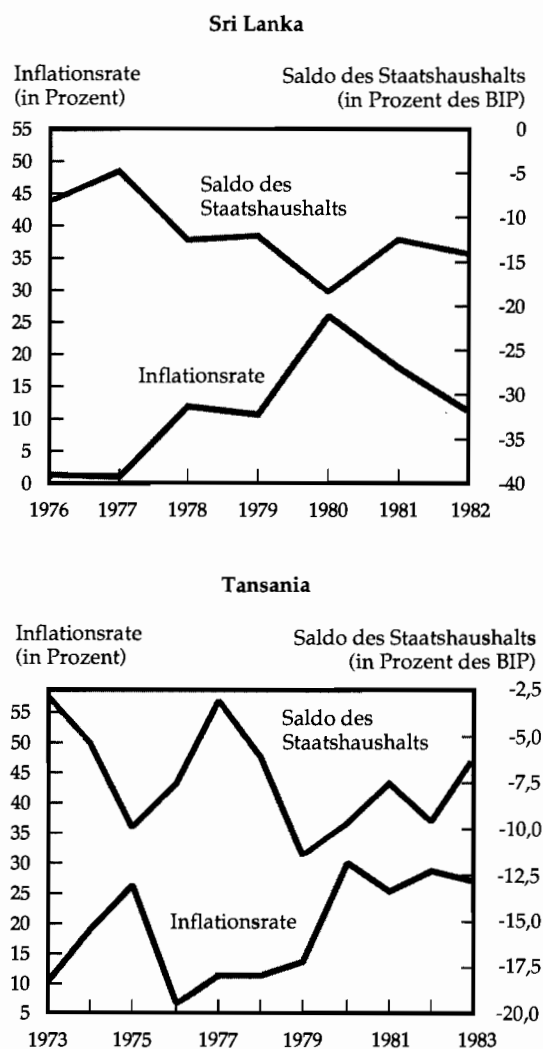 Sri Lanka
Inflationsrate
(in Prozent)
Saldo des Staatshaushalts
(in Prozent des BIP)
55
50
45
40
35
30
25
20
15
10
5
0
0
-5
-10
-15
-20
-25
-30
-35
-40
Saldo des
Staatshaushalts
Inflationsrate
1976 1977 1978 1979 1980 1981 1982
Tansania
Inflationsrate
(in Prozent)
Saldo des Staatshaushalts
(in Prozent des BIP)
55
50
45
40
35
30
25
20
15
10
5
-2,5
-5,0
-7,5
-10,0
-12,5
-15,0
-17,5
-20,0
Saldo des
Staatshaushalts
Inflationsrate
1973 1975 1977 1979 1981 1983